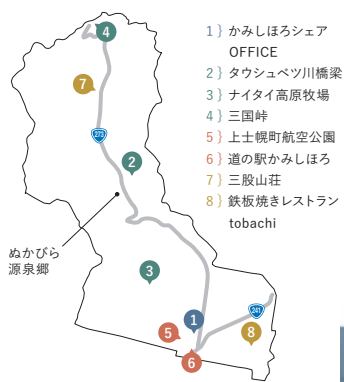 1 } かみしほろシェア
OFFICE
2 } タウシュベツ川橋梁
3 } ナイタイ高原牧場
4 } 三国峠
5 } 上士幌町航空公園
6 } 道の駅かみしほろ
7 } 三股山荘
8 } 鉄板焼きレストラン
tobachi
4
7
273
2
ぬかびら
源泉郷
3
1
241
5
8
6